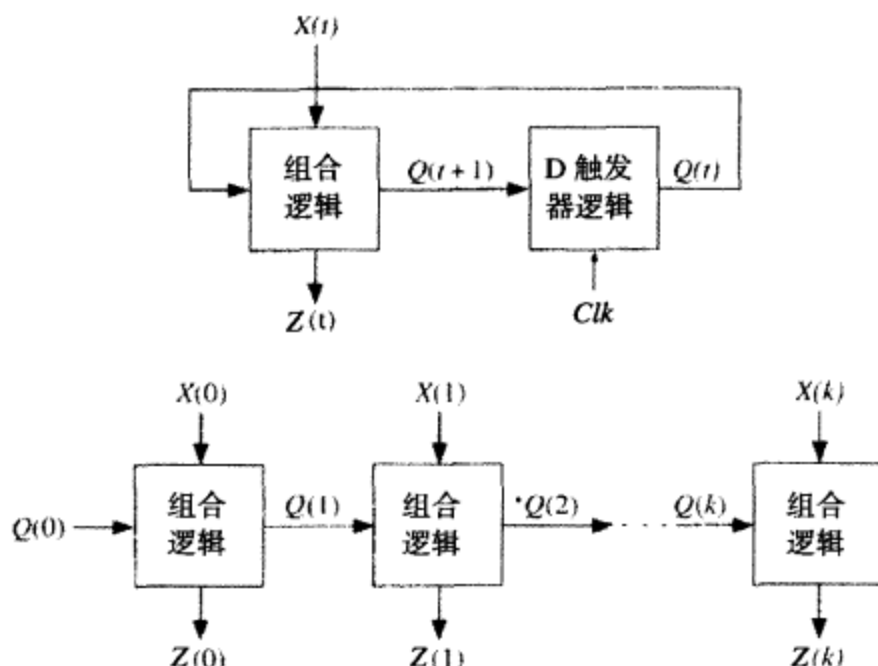 X(t)
组合
逻辑
Q(t + 1)
D 触发
器逻辑
Q(t)
Z(t)
Clk
X(0)
X(1)
X(k)
Q(0)
组合
逻辑
Q(1)
组合
逻辑
Q(2)
Q(k)
组合
逻辑
Z(0)
Z(1)
Z(k)